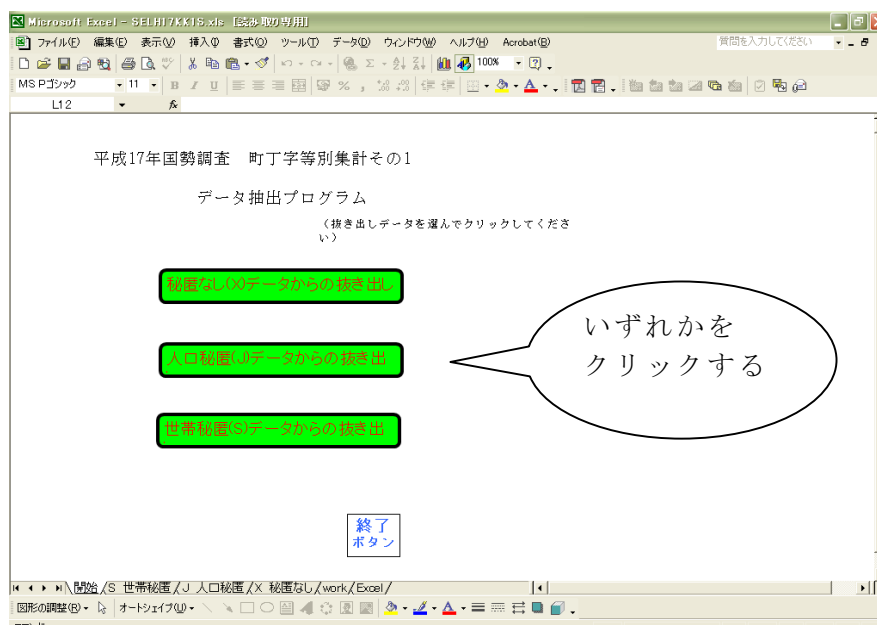 Microsoft Excel - SELH17KK1S.xls [読み取り専用]
ファイル(F) 編集(E) 表示(V) 挿入(I) 書式(O) ツール(T) データ(D) ウィンドウ(W) ヘルプ(H) Acrobat(B) 質問を入力してください
100%
MS Pゴシック 11 B I U
L12 fx
平成17年国勢調査 町丁字等別集計その1
データ抽出プログラム
（抜き出しデータを選んでクリックしてくださ
い）
秘匿なし(X)データからの抜き出し
人口秘匿(J)データからの抜き出
世帯秘匿(S)データからの抜き出
いずれかを
クリックする
終了
ボタン
開始 S 世帯秘匿 J 人口秘匿 X 秘匿なし work Excel
図形の調整(R) オートシェイプ(U)